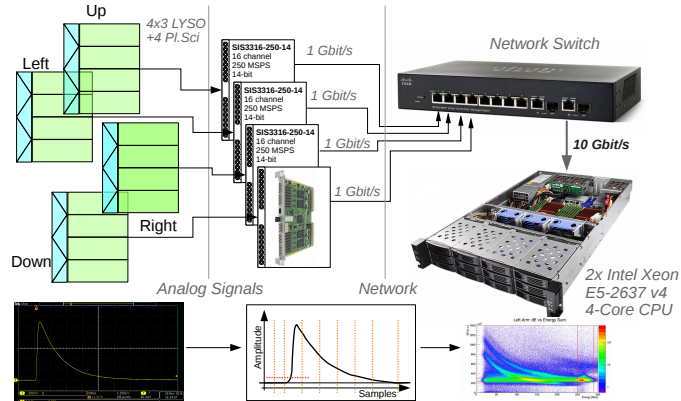 Up
4x3 LYSO
+4 Pl.Sci
Left
Right
Down
SIS3316-250-14
16 channel
250 MSPS
14-bit
SIS3316-250-14
16 channel
250 MSPS
14-bit
SIS3316-250-14
16 channel
250 MSPS
14-bit
1 Gbit/s
1 Gbit/s
1 Gbit/s
1 Gbit/s
Network Switch
10 Gbit/s
2x Intel Xeon
E5-2637 v4
4-Core CPU
Analog Signals
Network
Amplitude
Samples
Left Arm: dE vs Energy Sum